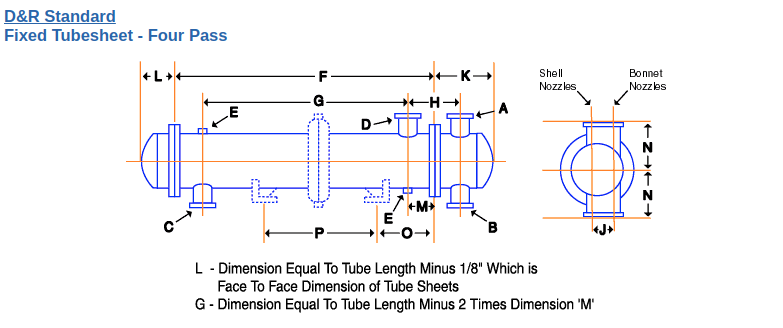 D&R Standard
Fixed Tubesheet - Four Pass
L F K
Shell Nozzles
Bonnet Nozzles
G H
E D A
N
C E M B
N
P O J
L - Dimension Equal To Tube Length Minus 1/8" Which is
Face To Face Dimension of Tube Sheets
G - Dimension Equal To Tube Length Minus 2 Times Dimension 'M'